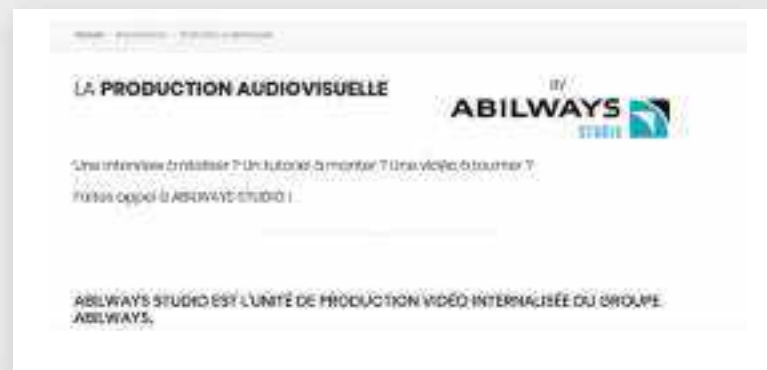 LA PRODUCTION AUDIOVISUELLE
BY
ABILWAYS
STUDIO
Une interview à réaliser ? Un tutoriel à monter ? Une vidéo à tourner ?
Faites appel à ABILWAYS STUDIO !
ABILWAYS STUDIO EST L'UNITÉ DE PRODUCTION VIDÉO INTERNALISÉE DU GROUPE
ABILWAYS.